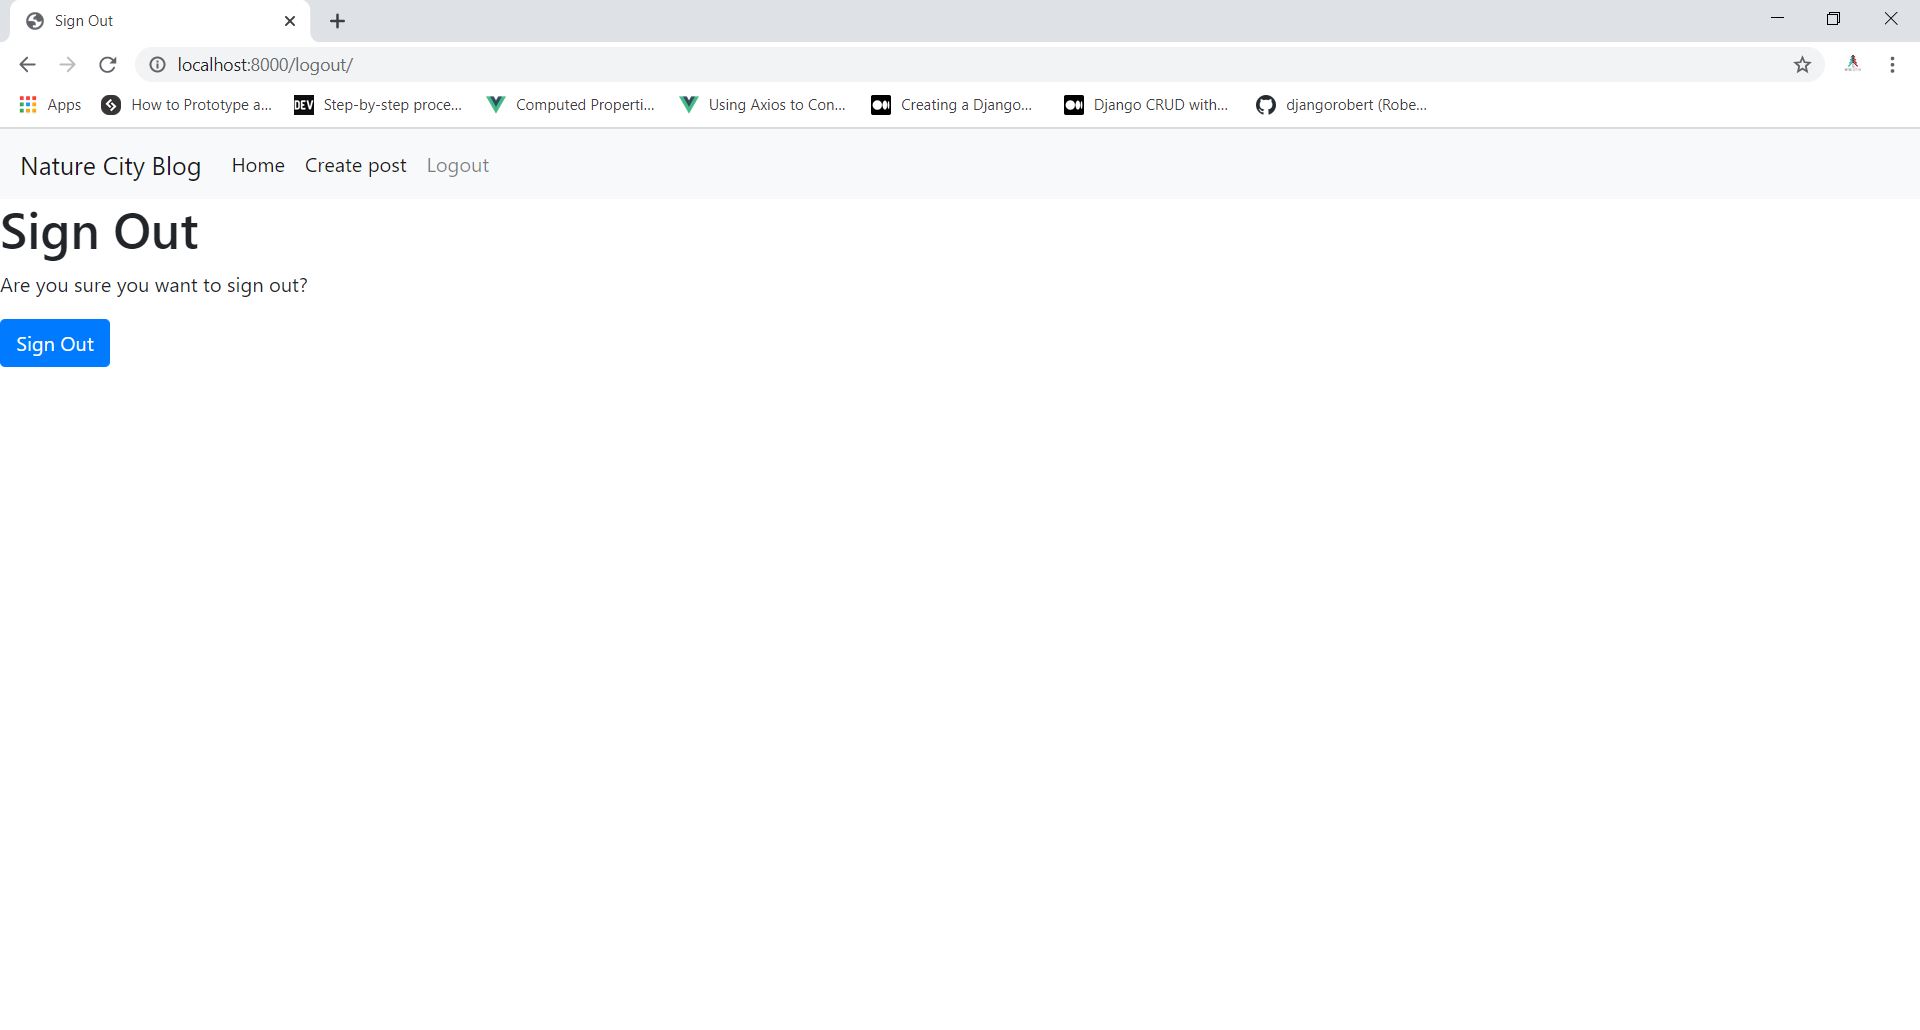 Sign Out
localhost:8000/logout/
Apps How to Prototype a... DEV Step-by-step proce... Computed Properti... Using Axios to Con... Creating a Django... Django CRUD with... djangorobert (Robe...
Nature City Blog Home Create post Logout
Sign Out
Are you sure you want to sign out?
Sign Out